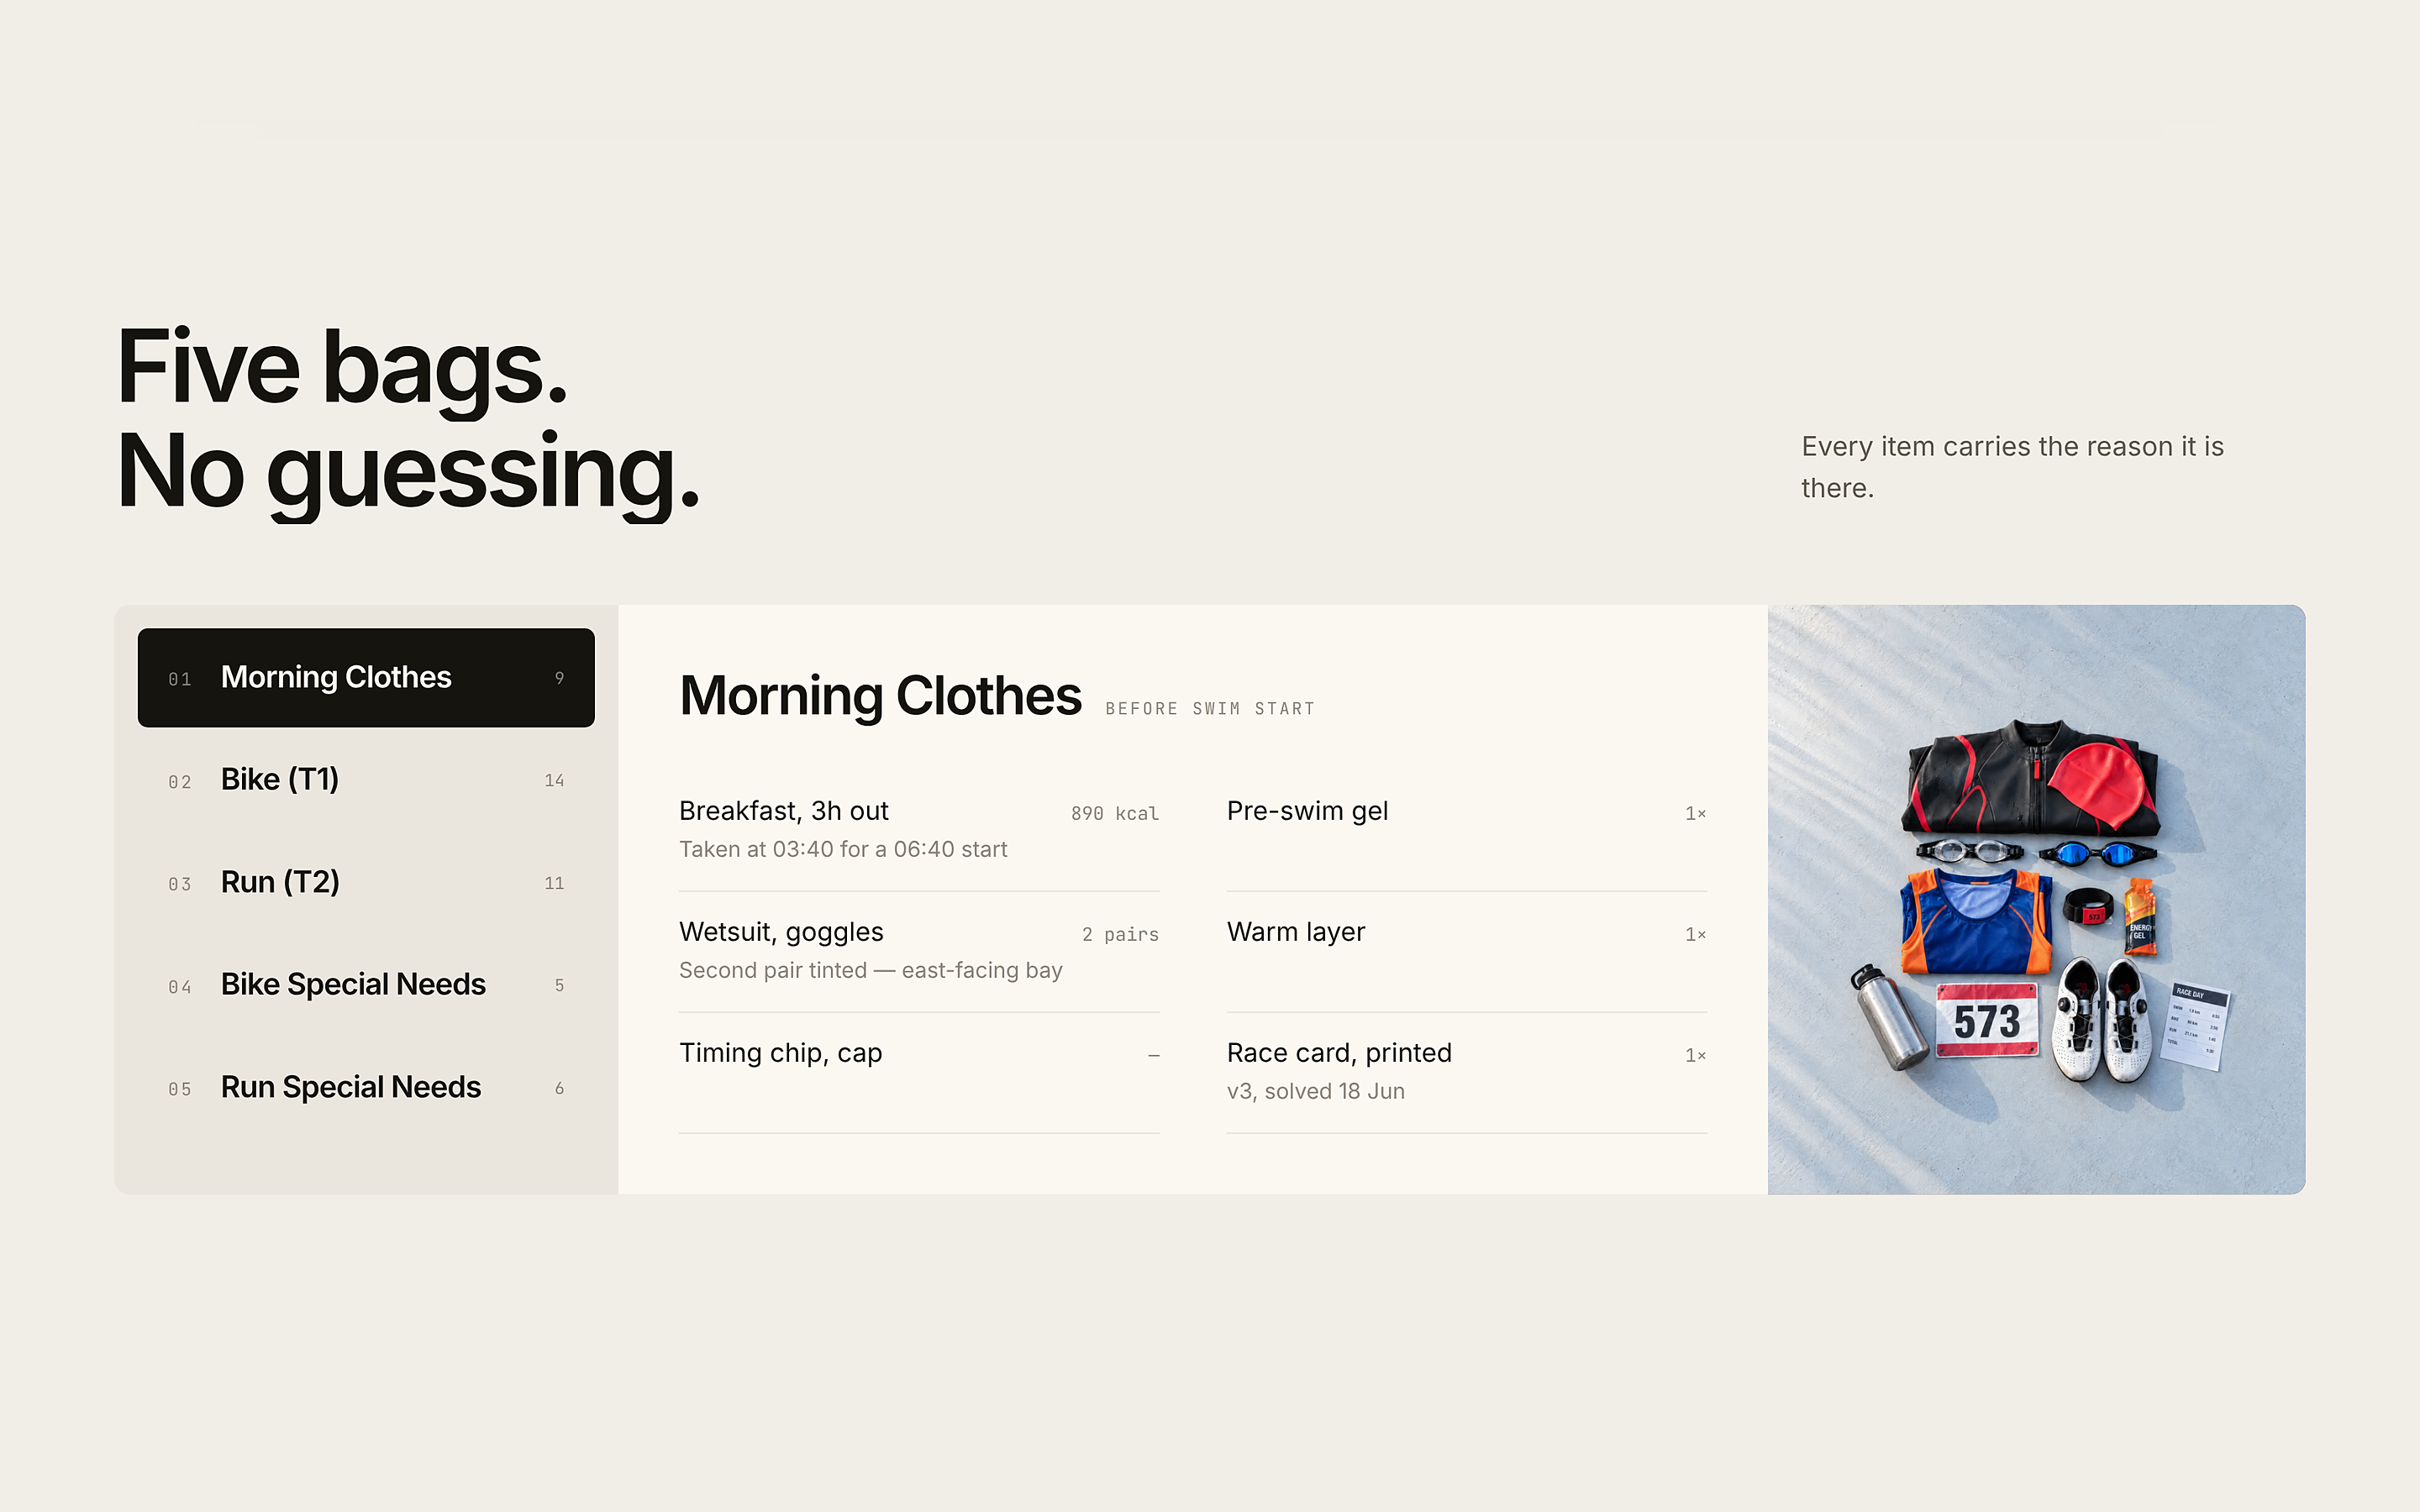 Five bags.
No guessing.
Every item carries the reason it is
there.
01 Morning Clothes 9
02 Bike (T1) 14
03 Run (T2) 11
04 Bike Special Needs 5
05 Run Special Needs 6
Morning Clothes BEFORE SWIM START
Breakfast, 3h out 890 kcal
Taken at 03:40 for a 06:40 start
Wetsuit, goggles 2 pairs
Second pair tinted — east-facing bay
Timing chip, cap —
Pre-swim gel 1×
Warm layer 1×
Race card, printed 1×
v3, solved 18 Jun
573
ENERGY
GEL
573
RACE DAY